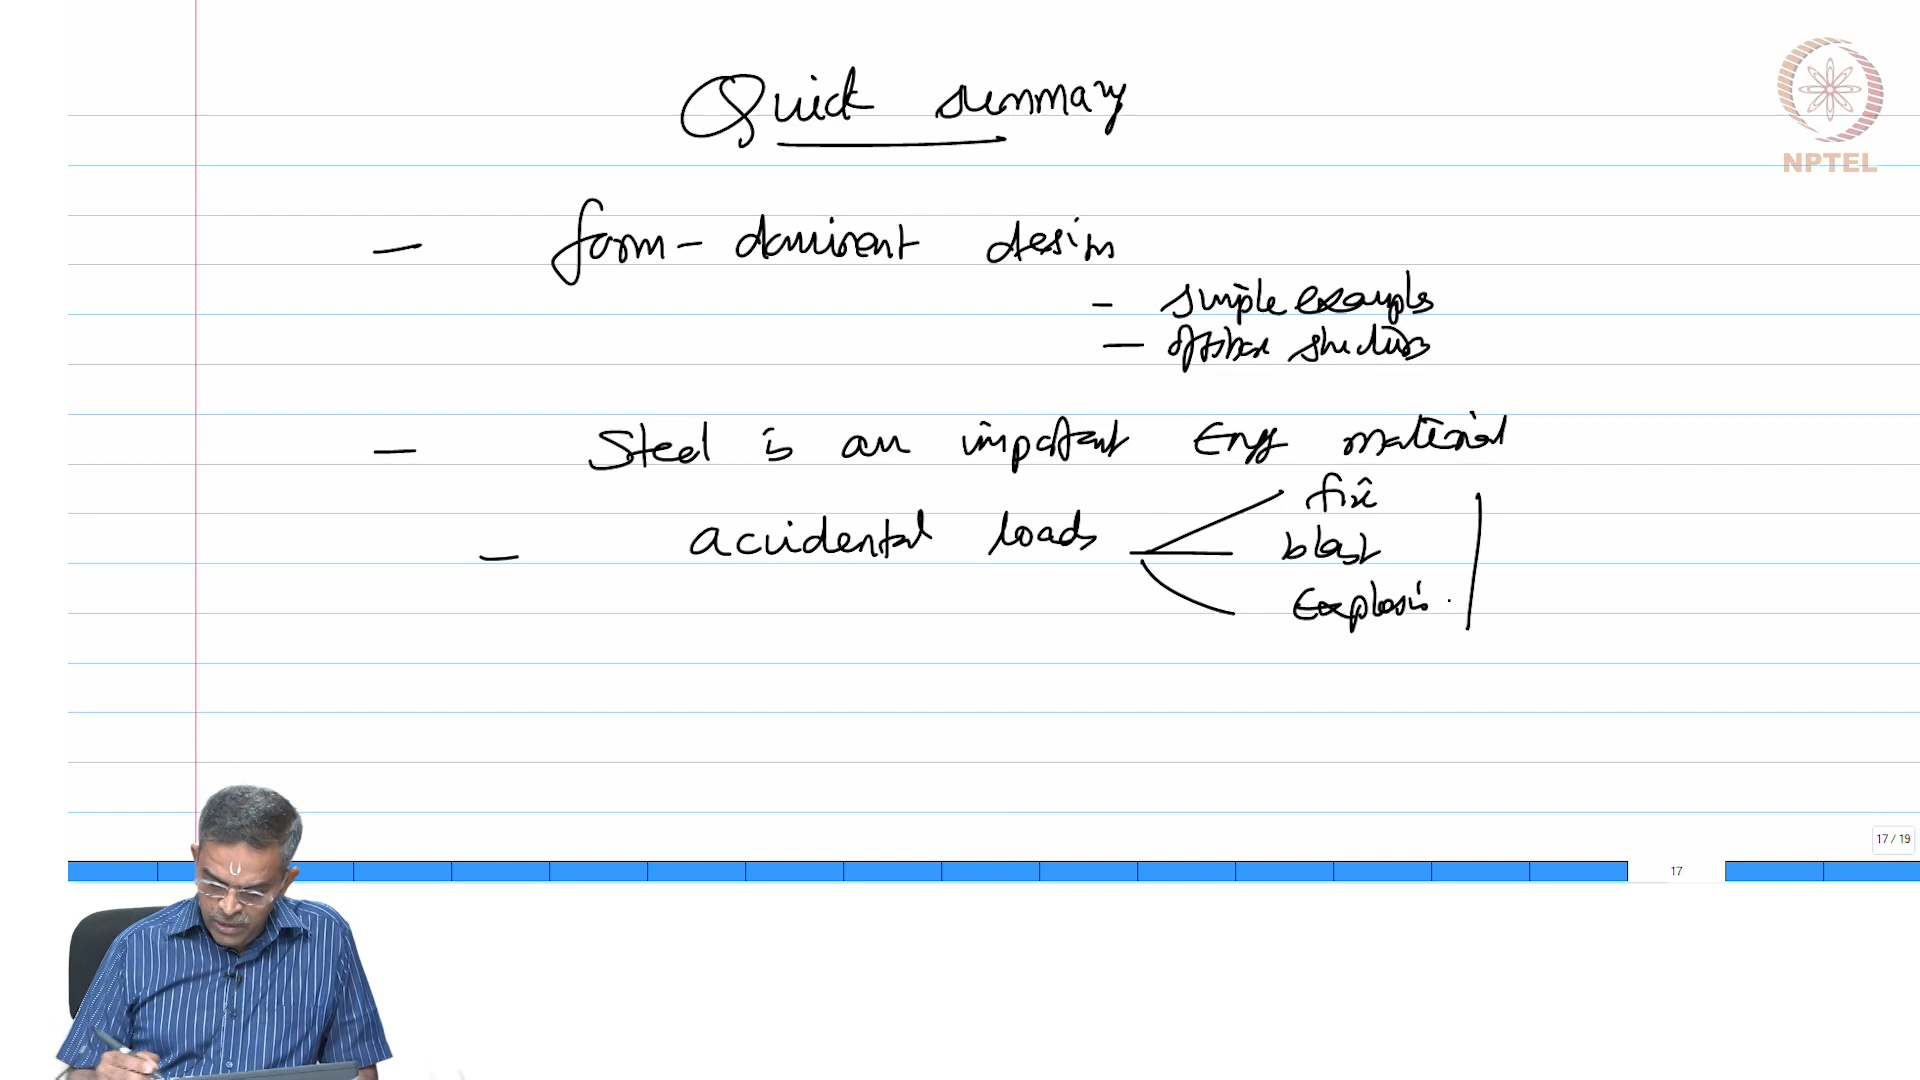 Quick summary
NPTEL
- form-dominant design
- simple examples
- offshore structures
- Steel is an important Engg material
- accidental loads
fire
blast
Explosion
17 / 19
17